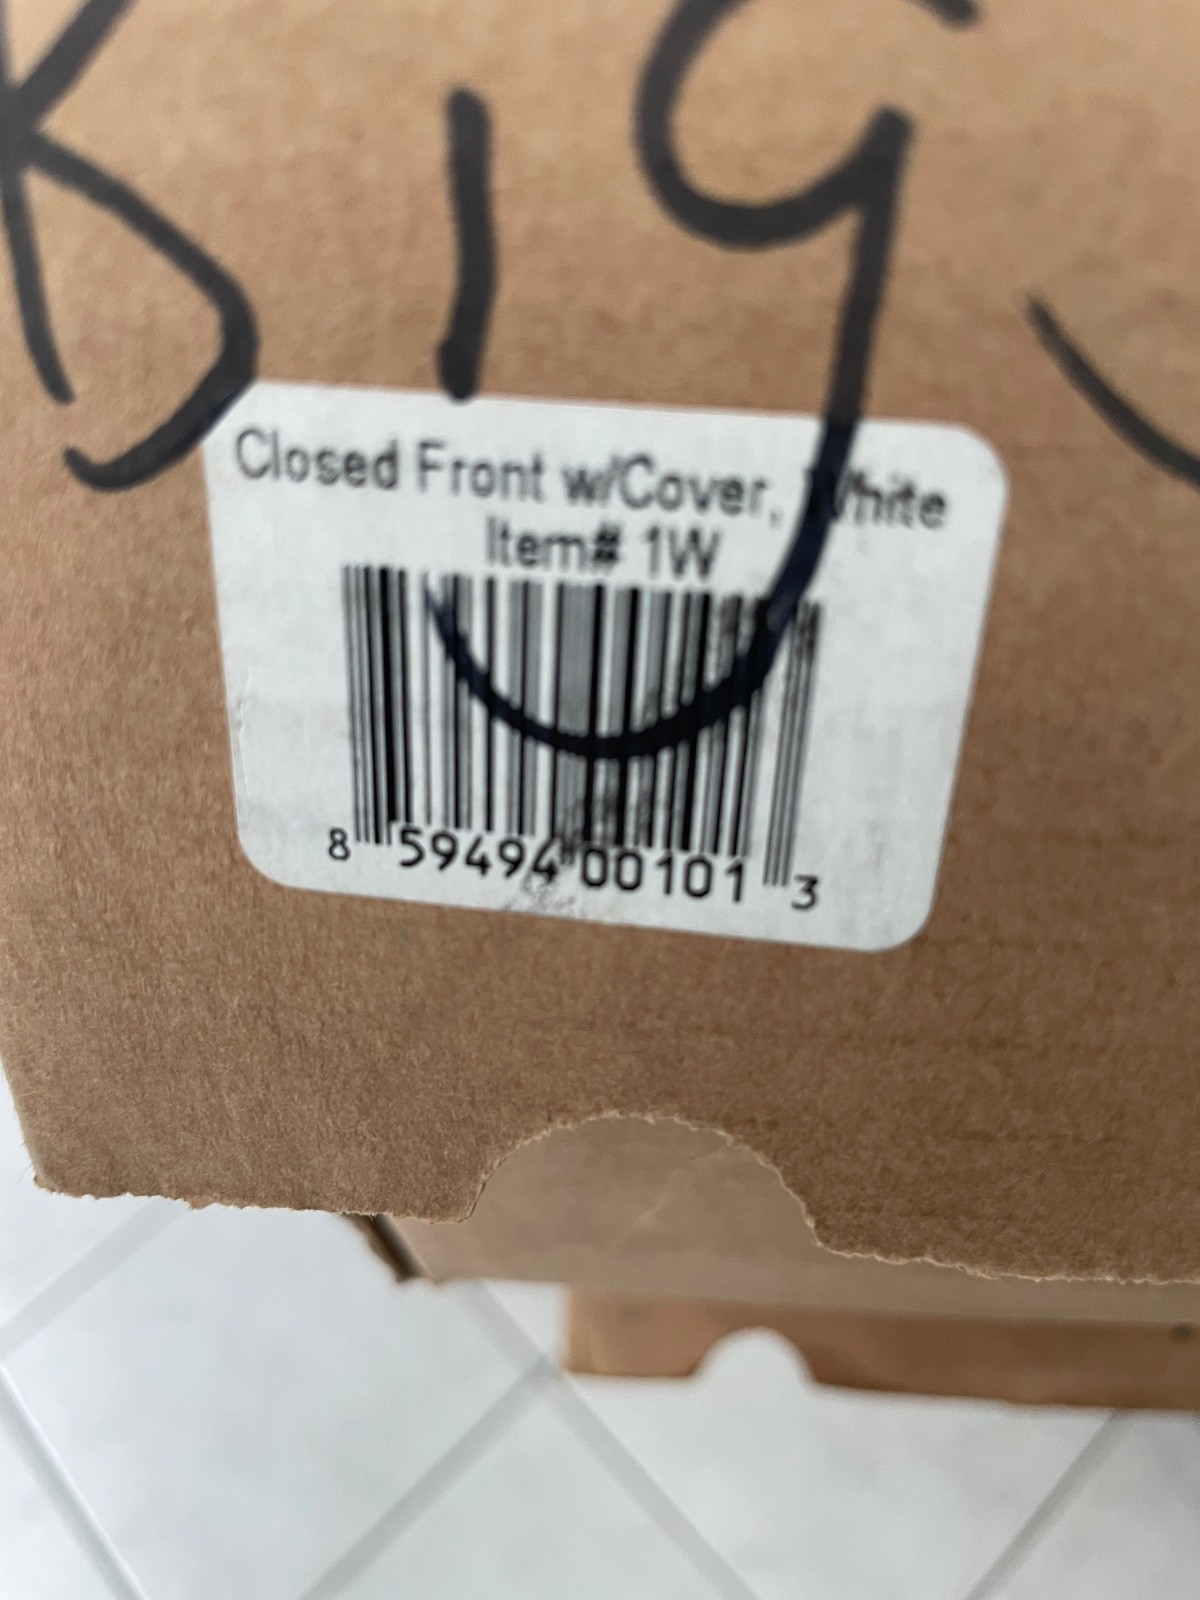 Big
Closed Front w/Cover, White
Item# 1W
8 59494 00101 3